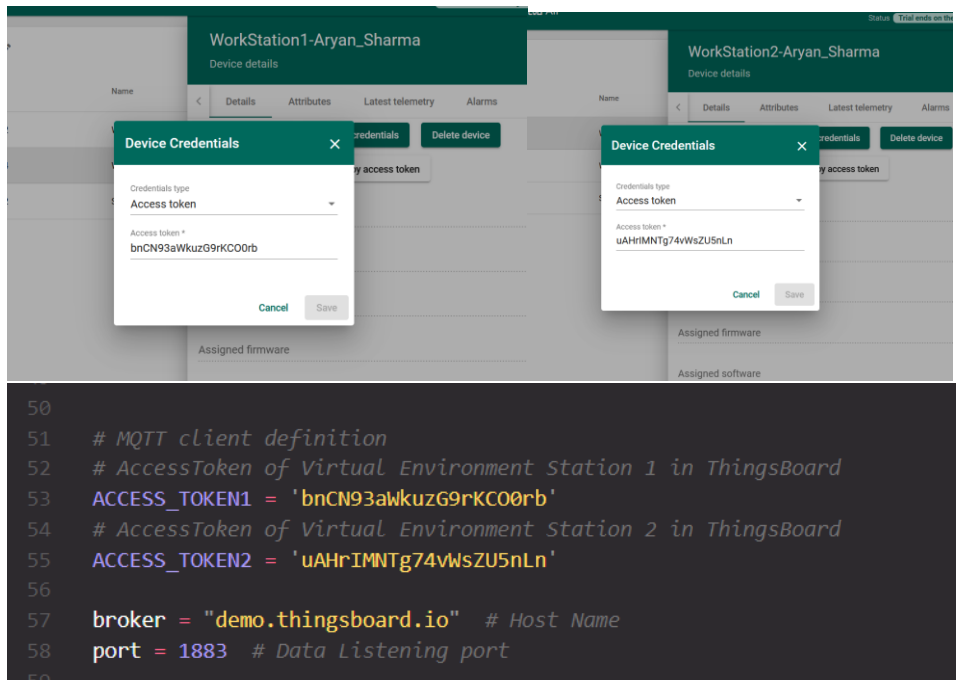 WorkStation1-Aryan_Sharma
Device details
Name
Details Attributes Latest telemetry Alarms
credentials Delete device
Device Credentials
by access token
Credentials type
Access token
Access token *
bnCN93aWkuzG9rKCO0rb
Cancel Save
Assigned firmware
Status Trial ends on the
WorkStation2-Aryan_Sharma
Device details
Name
Details Attributes Latest telemetry Alarms
credentials Delete device
Device Credentials
by access token
Credentials type
Access token
Access token *
uAHrIMNTg74vWsZU5nLn
Cancel Save
Assigned firmware
Assigned software
50
51 # MQTT client definition
52 # AccessToken of Virtual Environment Station 1 in ThingsBoard
53 ACCESS_TOKEN1 = 'bnCN93aWkuzG9rKCO0rb'
54 # AccessToken of Virtual Environment Station 2 in ThingsBoard
55 ACCESS_TOKEN2 = 'uAHrIMNTg74vWsZU5nLn'
56
57 broker = "demo.thingsboard.io" # Host Name
58 port = 1883 # Data Listening port